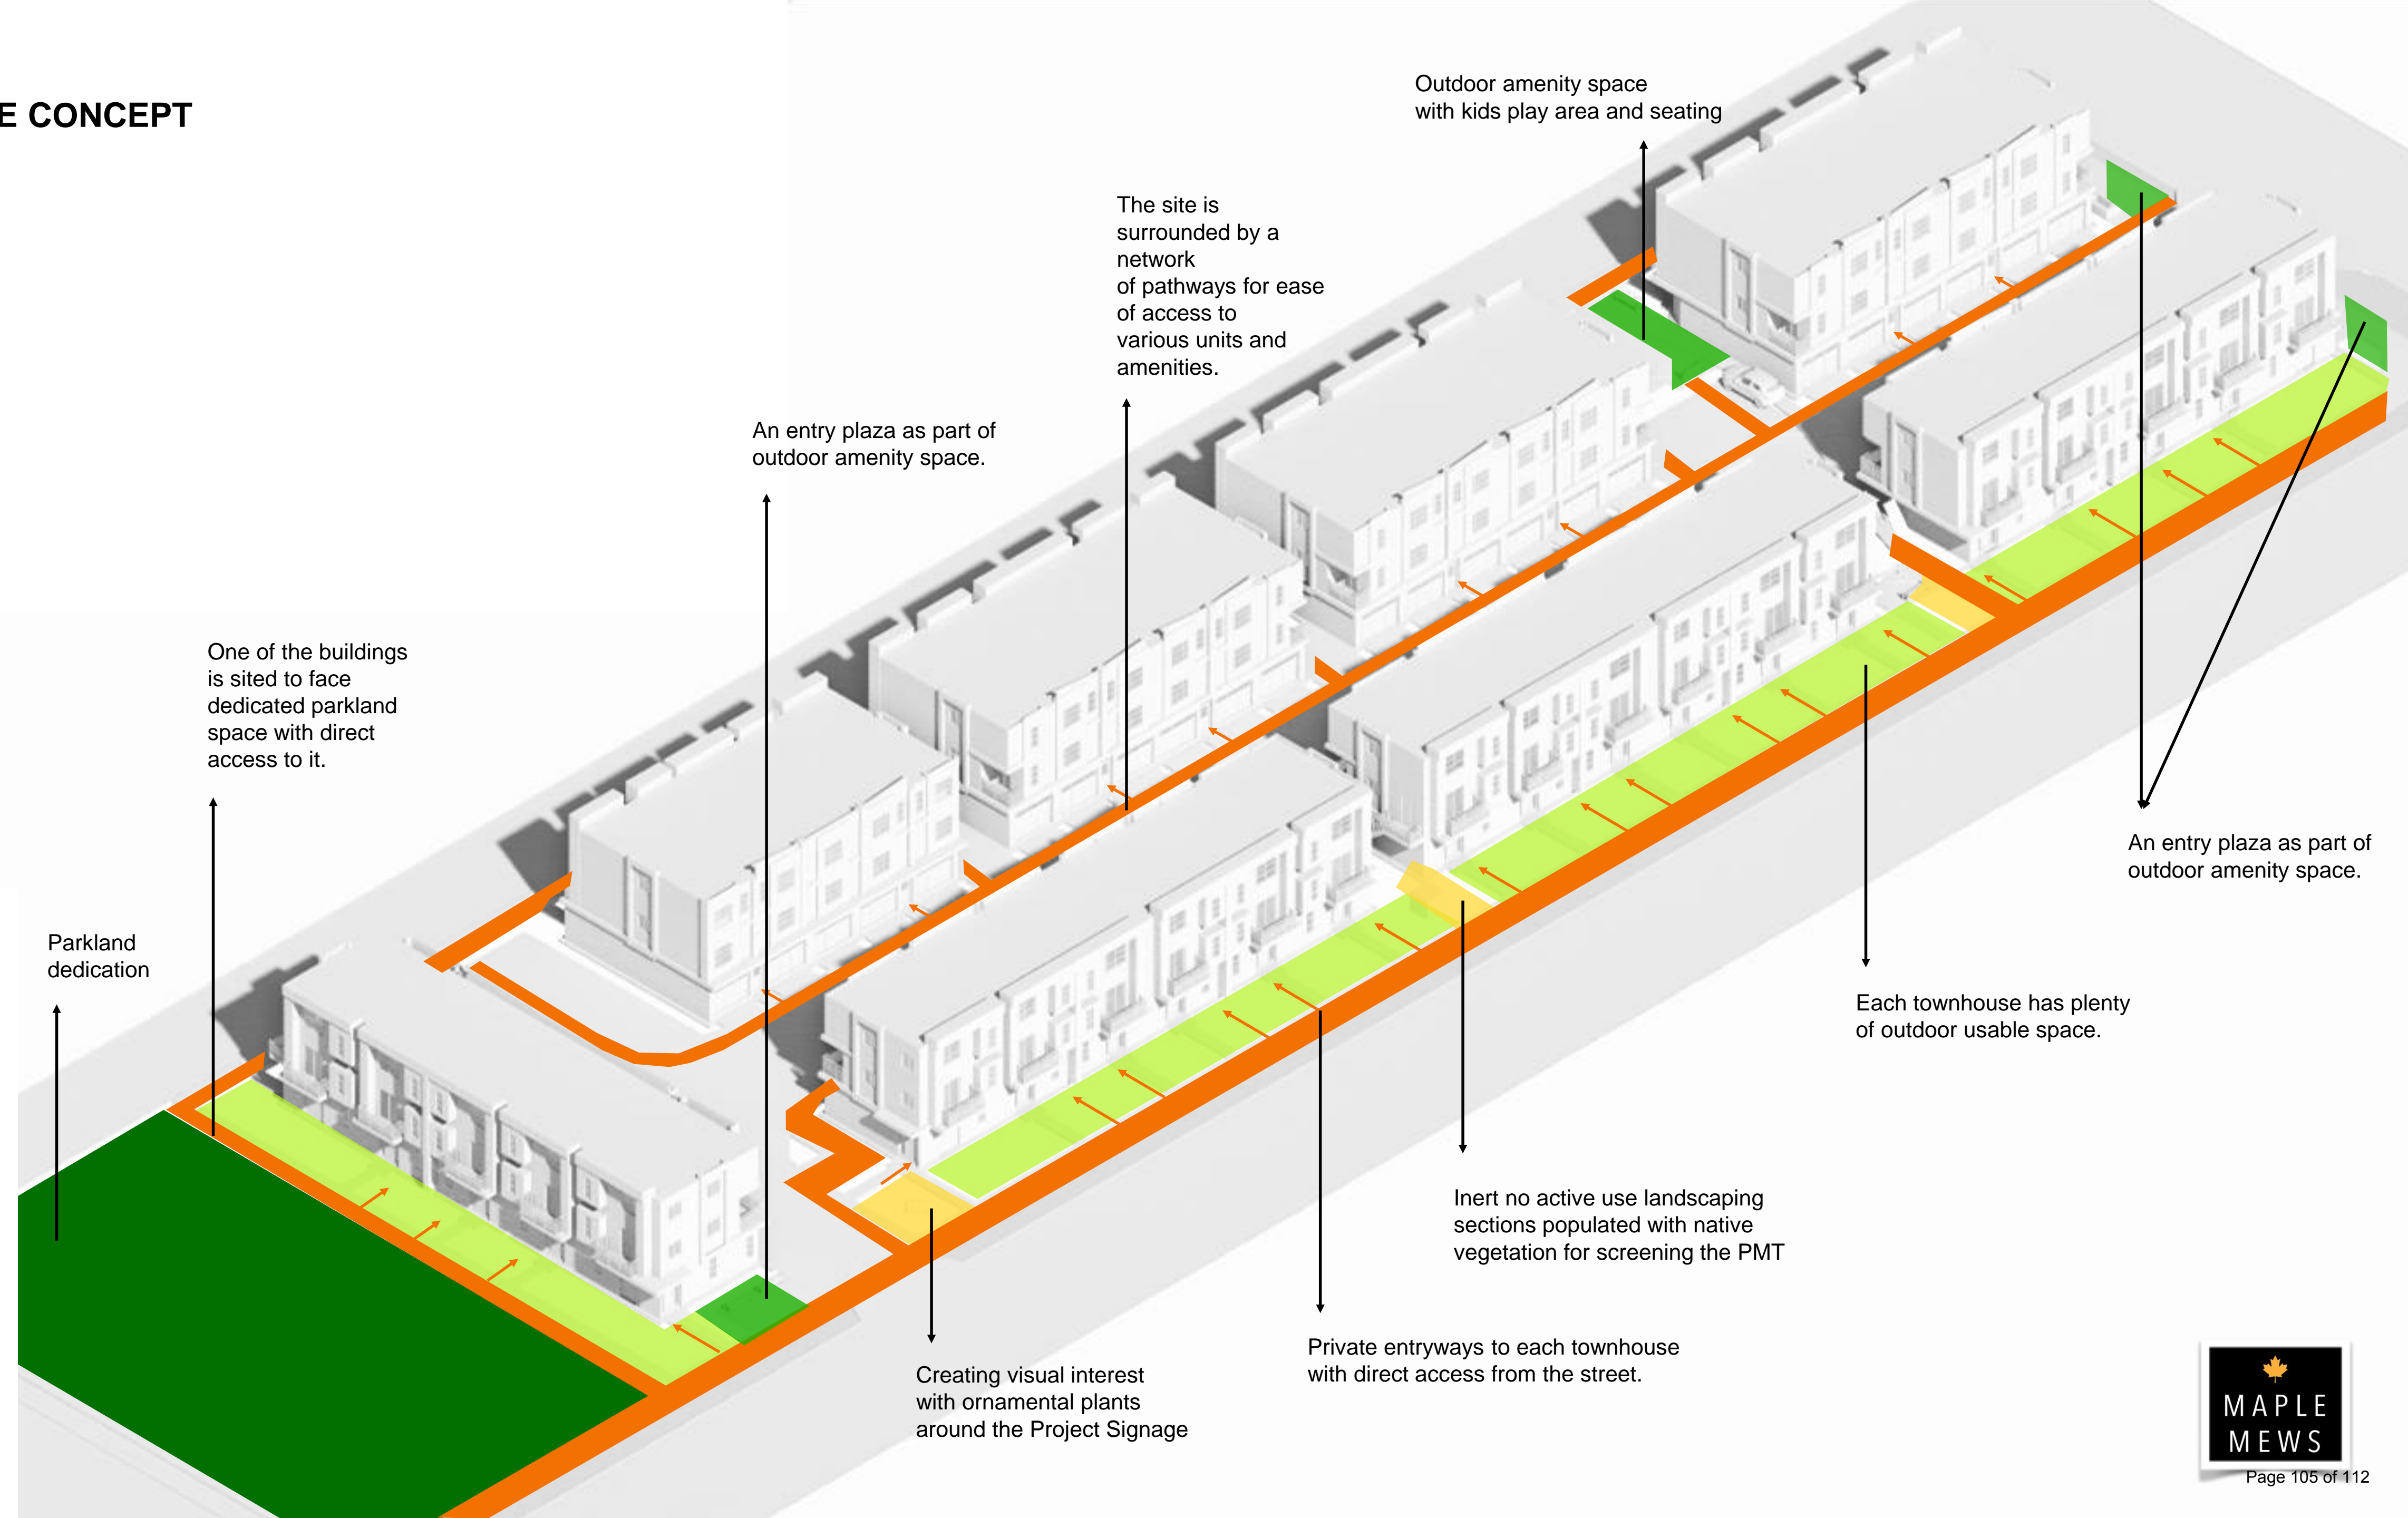 E CONCEPT
Outdoor amenity space
with kids play area and seating
The site is
surrounded by a
network
of pathways for ease
of access to
various units and
amenities.
An entry plaza as part of
outdoor amenity space.
One of the buildings
is sited to face
dedicated parkland
space with direct
access to it.
Parkland
dedication
An entry plaza as part of
outdoor amenity space.
Each townhouse has plenty
of outdoor usable space.
Inert no active use landscaping
sections populated with native
vegetation for screening the PMT
Private entryways to each townhouse
with direct access from the street.
Creating visual interest
with ornamental plants
around the Project Signage
MAPLE
MEWS
Page 105 of 112